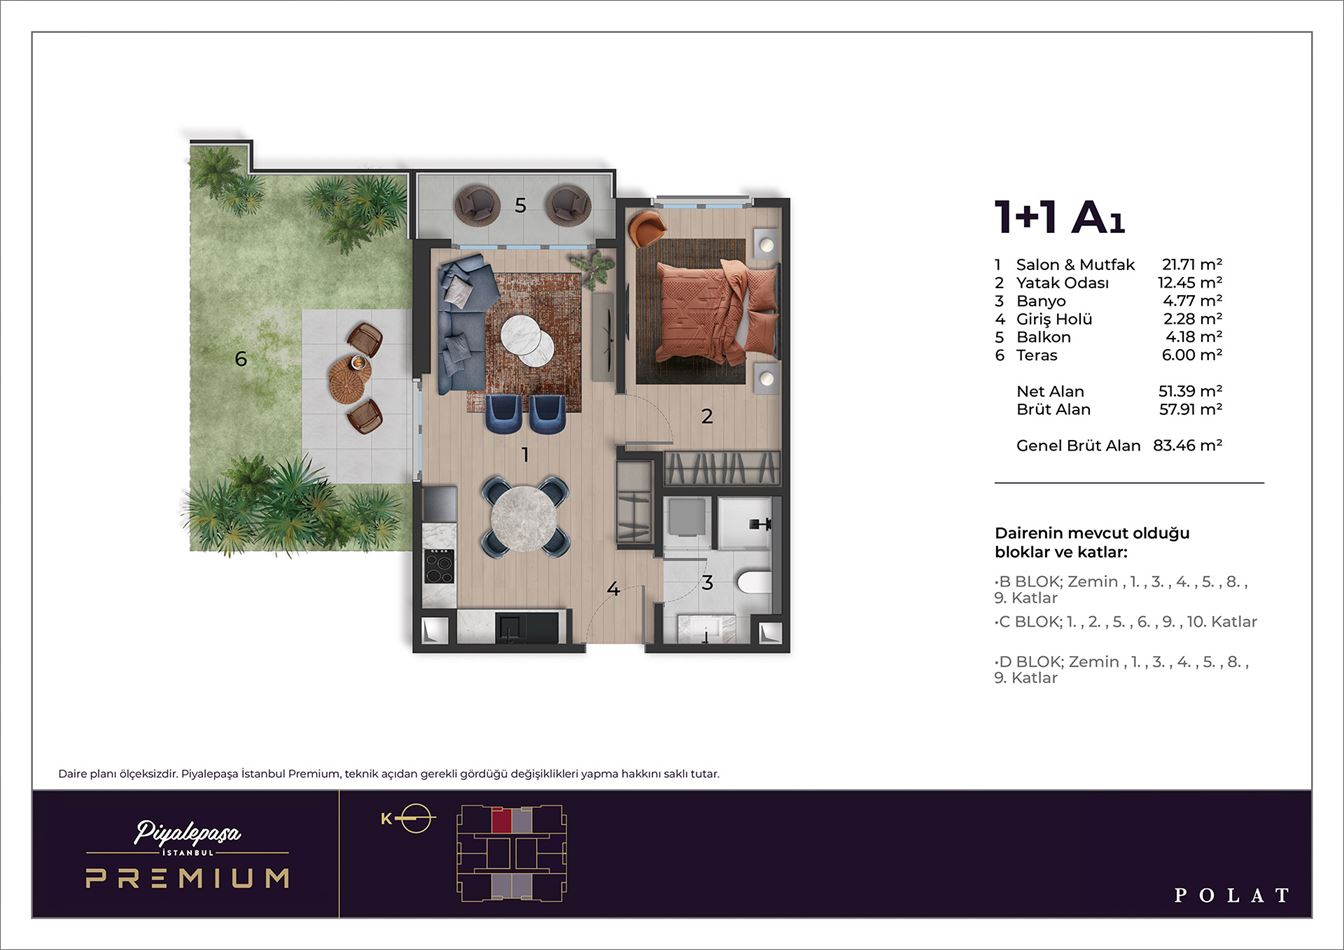 5
6
1
2
3
4
1+1 A1
1 Salon & Mutfak 21.71 m²
2 Yatak Odası 12.45 m²
3 Banyo 4.77 m²
4 Giriş Holü 2.28 m²
5 Balkon 4.18 m²
6 Teras 6.00 m²
Net Alan 51.39 m²
Brüt Alan 57.91 m²
Genel Brüt Alan 83.46 m²
Dairenin mevcut olduğu
bloklar ve katlar:
•B BLOK; Zemin , 1. , 3. , 4. , 5. , 8. ,
9. Katlar
•C BLOK; 1. , 2. , 5. , 6. , 9. , 10. Katlar
•D BLOK; Zemin , 1. , 3. , 4. , 5. , 8. ,
9. Katlar
Daire planı ölçeksizdir. Piyalepaşa İstanbul Premium, teknik açıdan gerekli gördüğü değişiklikleri yapma hakkını saklı tutar.
Piyalepaşa
İSTANBUL
PREMIUM
K
POLAT